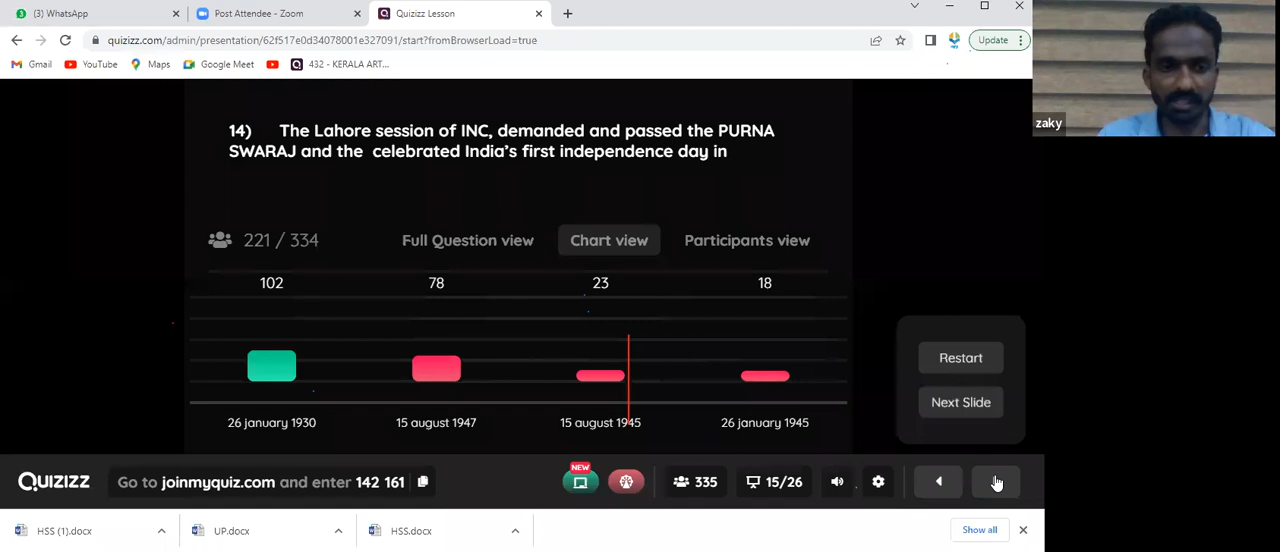 (3) WhatsApp
Post Attendee - Zoom
Quizizz Lesson
quizizz.com/admin/presentation/62f517e0d34078001e327091/start?fromBrowserLoad=true
Update
Gmail
YouTube
Maps
Google Meet
432 - KERALA ART...
zaky
14) The Lahore session of INC, demanded and passed the PURNA
SWARAJ and the celebrated India's first independence day in
221 / 334
Full Question view
Chart view
Participants view
102
78
23
18
26 january 1930
15 august 1947
15 august 1945
26 january 1945
Restart
Next Slide
QUIZIZZ
Go to joinmyquiz.com and enter 142 161
NEW
335
15/26
HSS (1).docx
UP.docx
HSS.docx
Show all